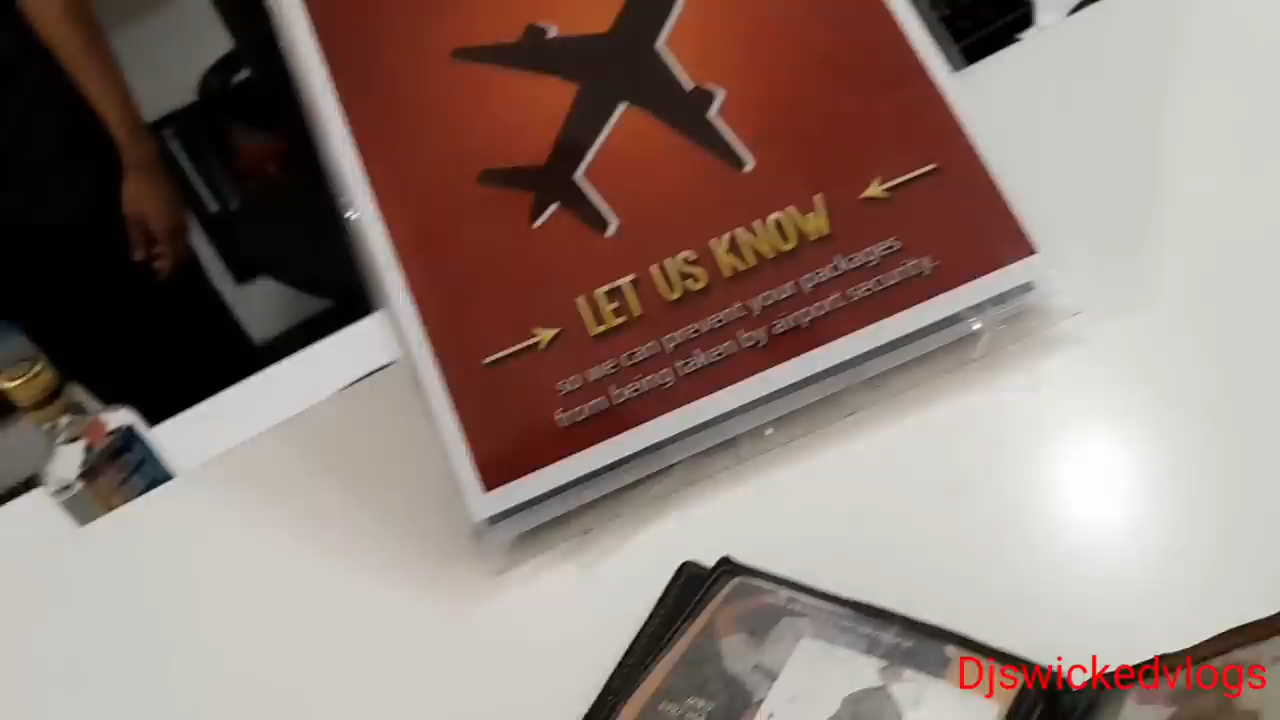 LET US KNOW
so we can prevent your packages
from being taken by airport security.
Djswickedvlogs